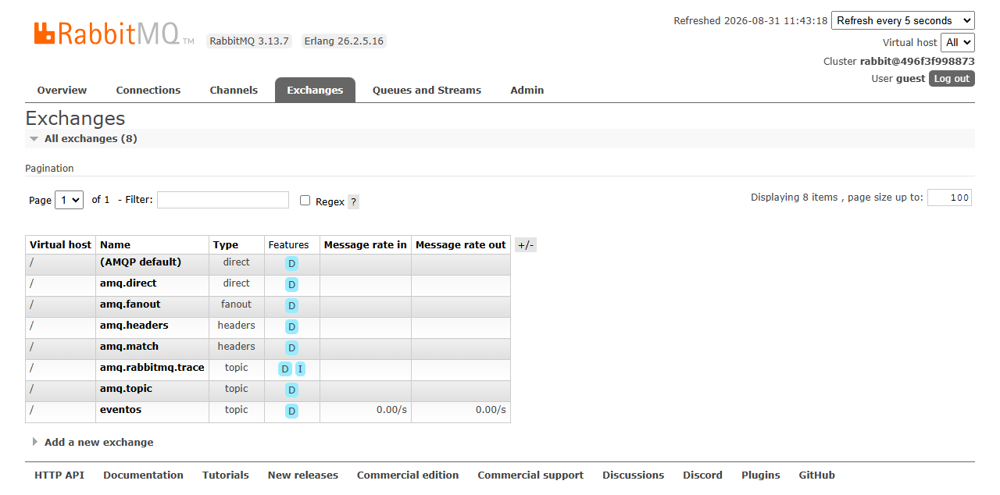 RabbitMQ TM RabbitMQ 3.13.7 Erlang 26.2.5.16
Refreshed 2026-08-31 11:43:18 Refresh every 5 seconds
Virtual host All
Cluster rabbit@496f3f998873
User guest Log out
Overview Connections Channels Exchanges Queues and Streams Admin
Exchanges
All exchanges (8)
Pagination
Page 1 of 1 - Filter: Regex ? Displaying 8 items , page size up to: 100
Virtual host Name Type Features Message rate in Message rate out +/-
/ (AMQP default) direct D
/ amq.direct direct D
/ amq.fanout fanout D
/ amq.headers headers D
/ amq.match headers D
/ amq.rabbitmq.trace topic D I
/ amq.topic topic D
/ eventos topic D 0.00/s 0.00/s
Add a new exchange
HTTP API Documentation Tutorials New releases Commercial edition Commercial support Discussions Discord Plugins GitHub